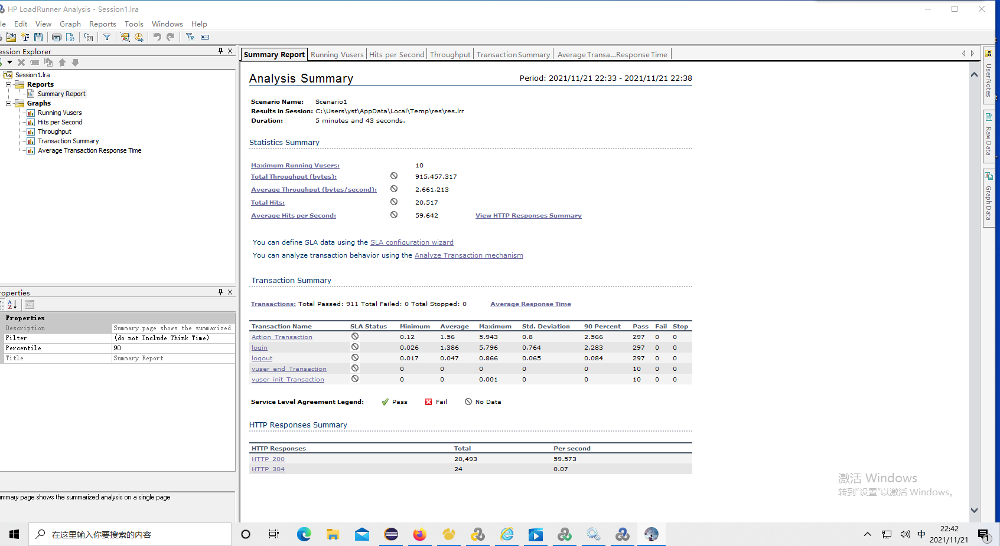 HP LoadRunner Analysis - Session1.lra
le Edit View Graph Reports Tools Windows Help
ession Explorer
Session1.lra
Reports
Summary Report
Graphs
Running Vusers
Hits per Second
Throughput
Transaction Summary
Average Transaction Response Time
roperties
Properties
Description Summary page shows the summarized
Filter (do not Include Think Time)
Percentile 90
Title Summary Report
mmary page shows the summarized analysis on a single page
Summary Report Running Vusers Hits per Second Throughput Transaction Summary Average Transa...Response Time
Analysis Summary Period: 2021/11/21 22:33 - 2021/11/21 22:38
Scenario Name: Scenario1
Results in Session: C:\Users\yst\AppData\Local\Temp\res\res.lrr
Duration: 5 minutes and 43 seconds.
Statistics Summary
Maximum Running Vusers: 10
Total Throughput (bytes): 915,457,317
Average Throughput (bytes/second): 2,661,213
Total Hits: 20,517
Average Hits per Second: 59.642 View HTTP Responses Summary
You can define SLA data using the SLA configuration wizard
You can analyze transaction behavior using the Analyze Transaction mechanism
Transaction Summary
Transactions: Total Passed: 911 Total Failed: 0 Total Stopped: 0 Average Response Time
Transaction Name SLA Status Minimum Average Maximum Std. Deviation 90 Percent Pass Fail Stop
Action_Transaction 0.12 1.56 5.943 0.8 2.566 297 0 0
login 0.026 1.386 5.796 0.764 2.283 297 0 0
logout 0.017 0.047 0.866 0.065 0.084 297 0 0
vuser_end_Transaction 0 0 0 0 0 10 0 0
vuser_init_Transaction 0 0 0.001 0 0 10 0 0
Service Level Agreement Legend: Pass Fail No Data
HTTP Responses Summary
HTTP Responses Total Per second
HTTP_200 20,493 59.573
HTTP_304 24 0.07
User Notes
Raw Data
Graph Data
激活 Windows
转到"设置"以激活 Windows。
在这里输入你要搜索的内容
中
22:42
2021/11/21
1